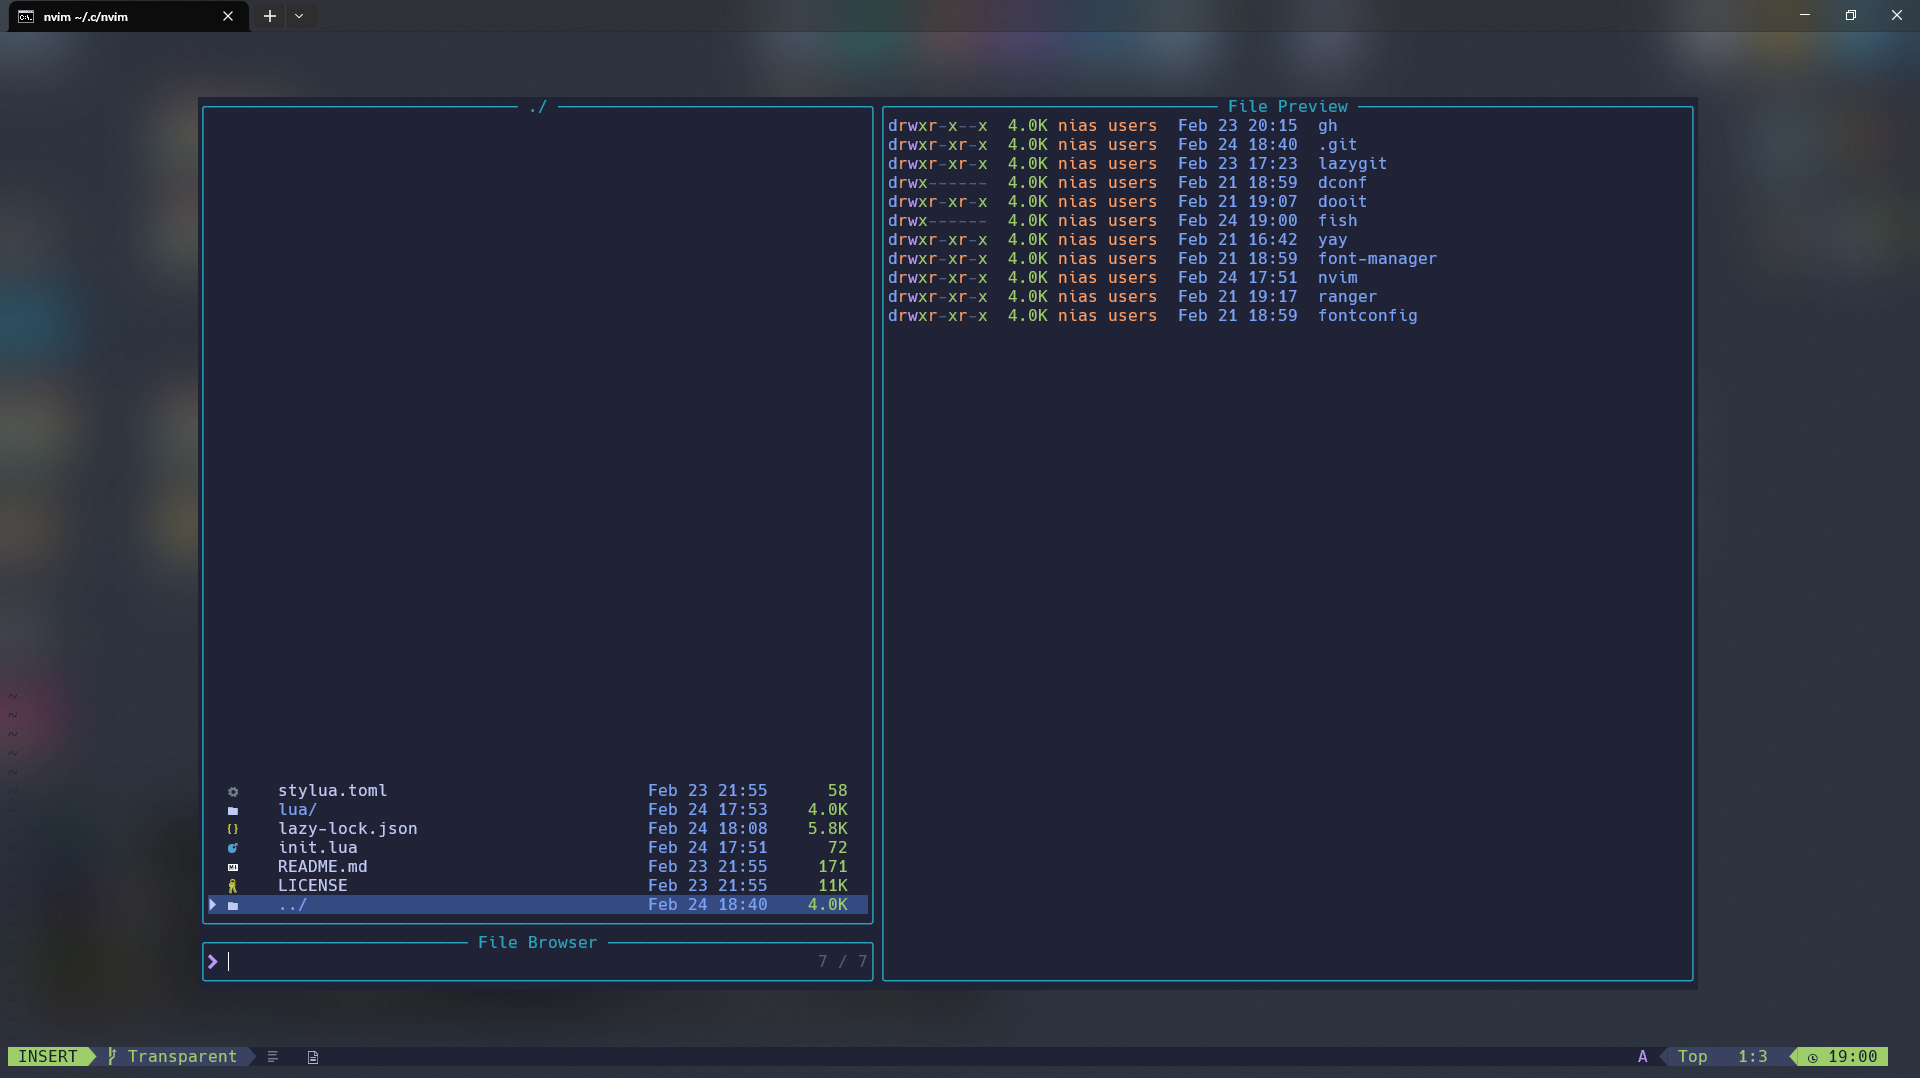 nvim ~/.c/nvim
./
stylua.toml Feb 23 21:55 58
lua/ Feb 24 17:53 4.0K
lazy-lock.json Feb 24 18:08 5.8K
init.lua Feb 24 17:51 72
README.md Feb 23 21:55 171
LICENSE Feb 23 21:55 11K
../ Feb 24 18:40 4.0K
File Browser
7 / 7
File Preview
drwxr-x--x 4.0K nias users Feb 23 20:15 gh
drwxr-xr-x 4.0K nias users Feb 24 18:40 .git
drwxr-xr-x 4.0K nias users Feb 23 17:23 lazygit
drwx------ 4.0K nias users Feb 21 18:59 dconf
drwxr-xr-x 4.0K nias users Feb 21 19:07 dooit
drwx------ 4.0K nias users Feb 24 19:00 fish
drwxr-xr-x 4.0K nias users Feb 21 16:42 yay
drwxr-xr-x 4.0K nias users Feb 21 18:59 font-manager
drwxr-xr-x 4.0K nias users Feb 24 17:51 nvim
drwxr-xr-x 4.0K nias users Feb 21 19:17 ranger
drwxr-xr-x 4.0K nias users Feb 21 18:59 fontconfig
~
~
~
~
~
~
~
INSERT Transparent A Top 1:3 19:00